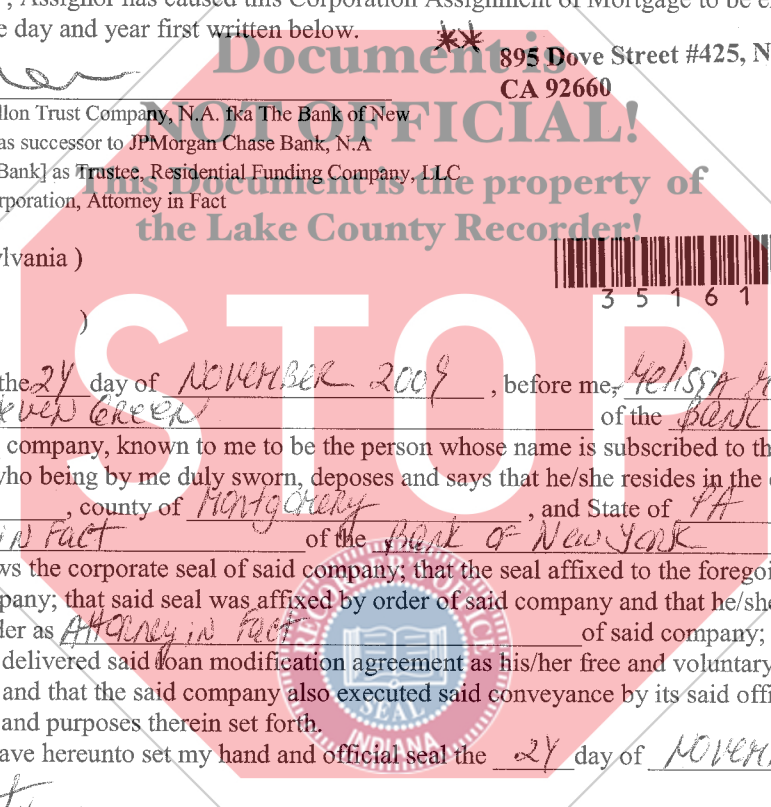 , Assignor has caused this Corporation Assignment of Mortgage to be ex
e day and year first written below.
**
895 Dove Street #425, N
CA 92660
Document is
NOT OFFICIAL!
This Document is the property of
the Lake County Recorder!
llon Trust Company, N.A. fka The Bank of New
as successor to JPMorgan Chase Bank, N.A
Bank] as Trustee, Residential Funding Company, LLC
rporation, Attorney in Fact
lvania )
35161
)
STOP
the 24 day of NOVEMBER 2009, before me, Melissa M
even Green of the Bank
company, known to me to be the person whose name is subscribed to th
who being by me duly sworn, deposes and says that he/she resides in the
, county of Montgomery, and State of PA
in Fact of the Bank of New York
ws the corporate seal of said company; that the seal affixed to the foregoi
pany; that said seal was affixed by order of said company and that he/she
der as Attorney in Fact of said company;
delivered said loan modification agreement as his/her free and voluntary
and that the said company also executed said conveyance by its said offi
and purposes therein set forth.
ave hereunto set my hand and official seal the 24 day of Novem
SEAL
INDIANA